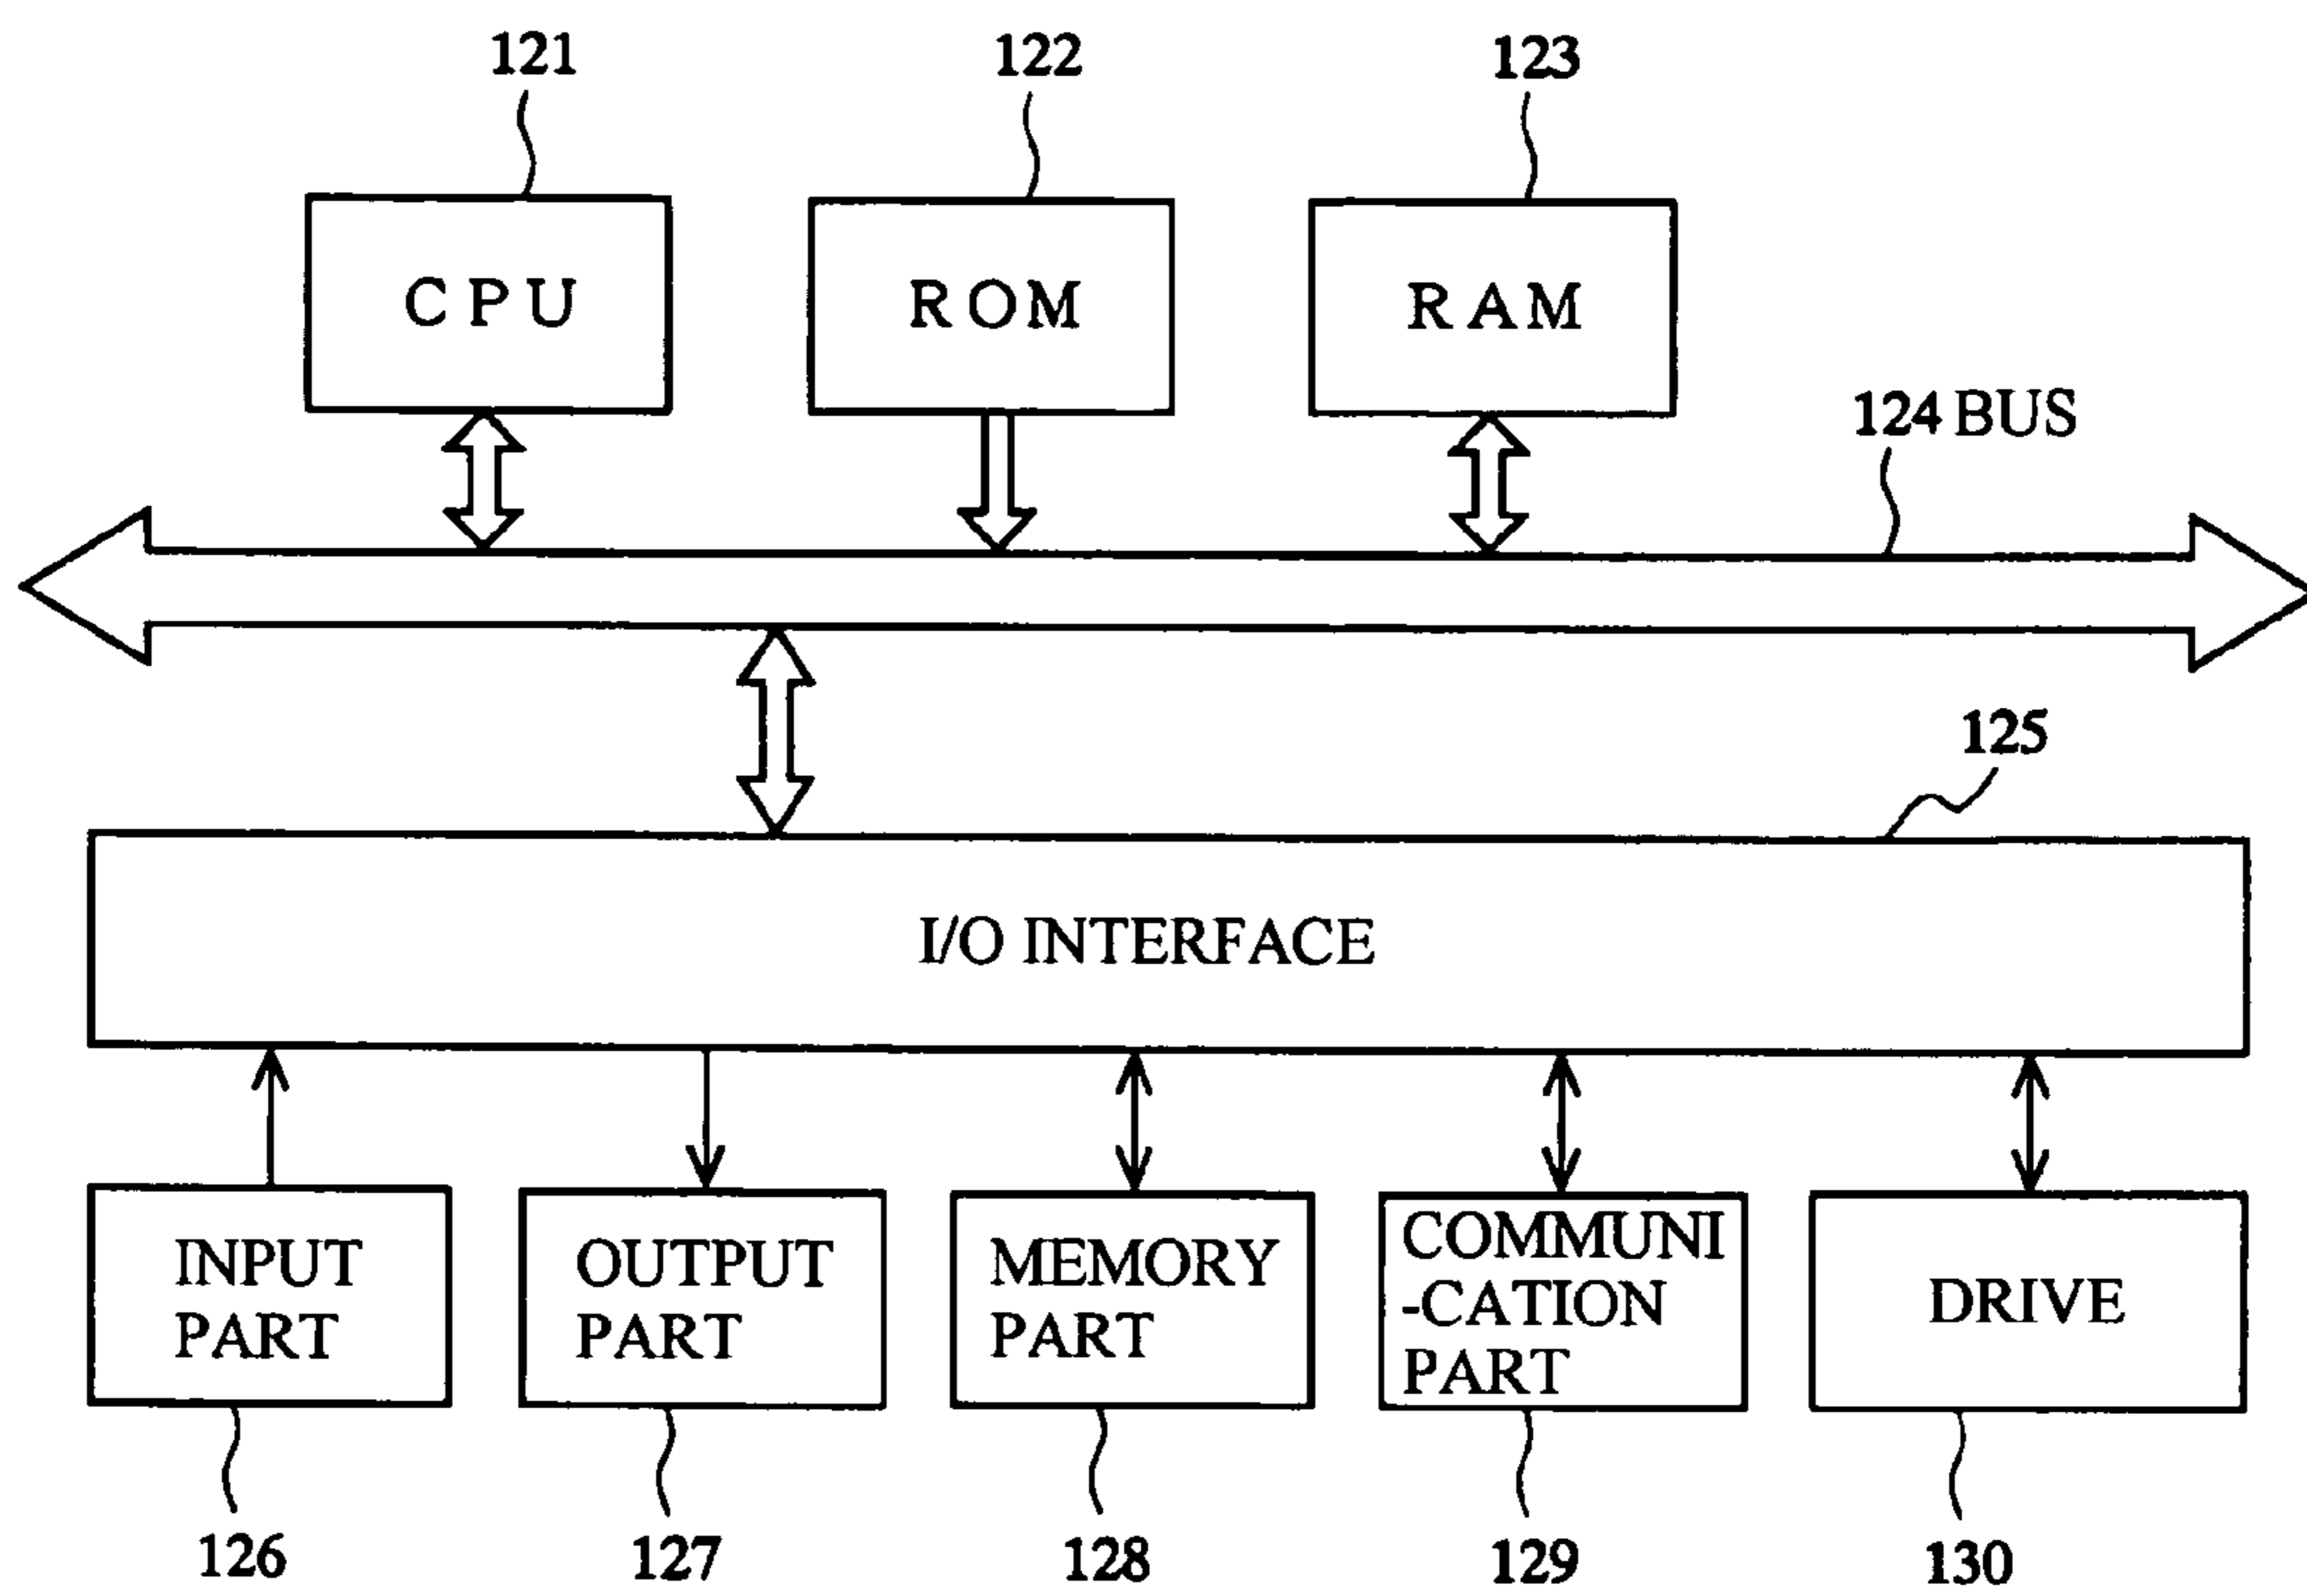 121
122
123
CPU
ROM
RAM
124 BUS
125
I/O INTERFACE
INPUT
PART
OUTPUT
PART
MEMORY
PART
COMMUNI
-CATION
PART
DRIVE
126
127
128
129
130